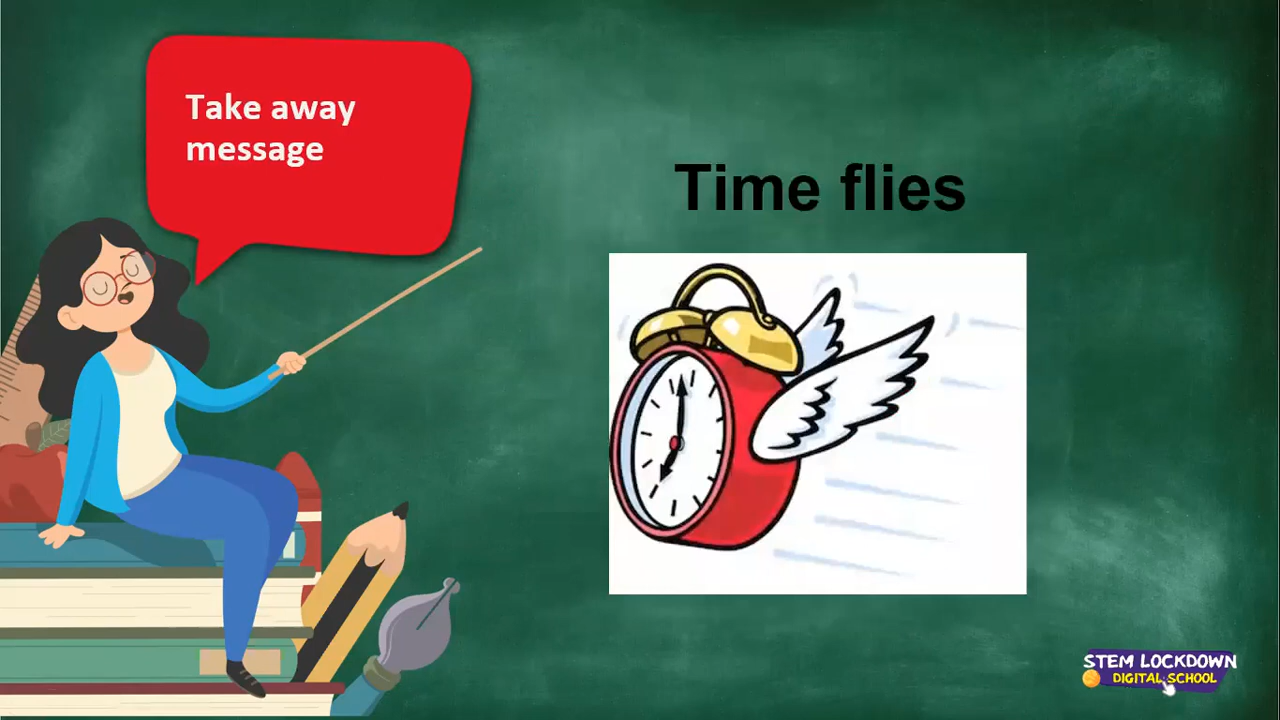 Take away
message
Time flies
STEM LOCKDOWN
DIGITAL SCHOOL